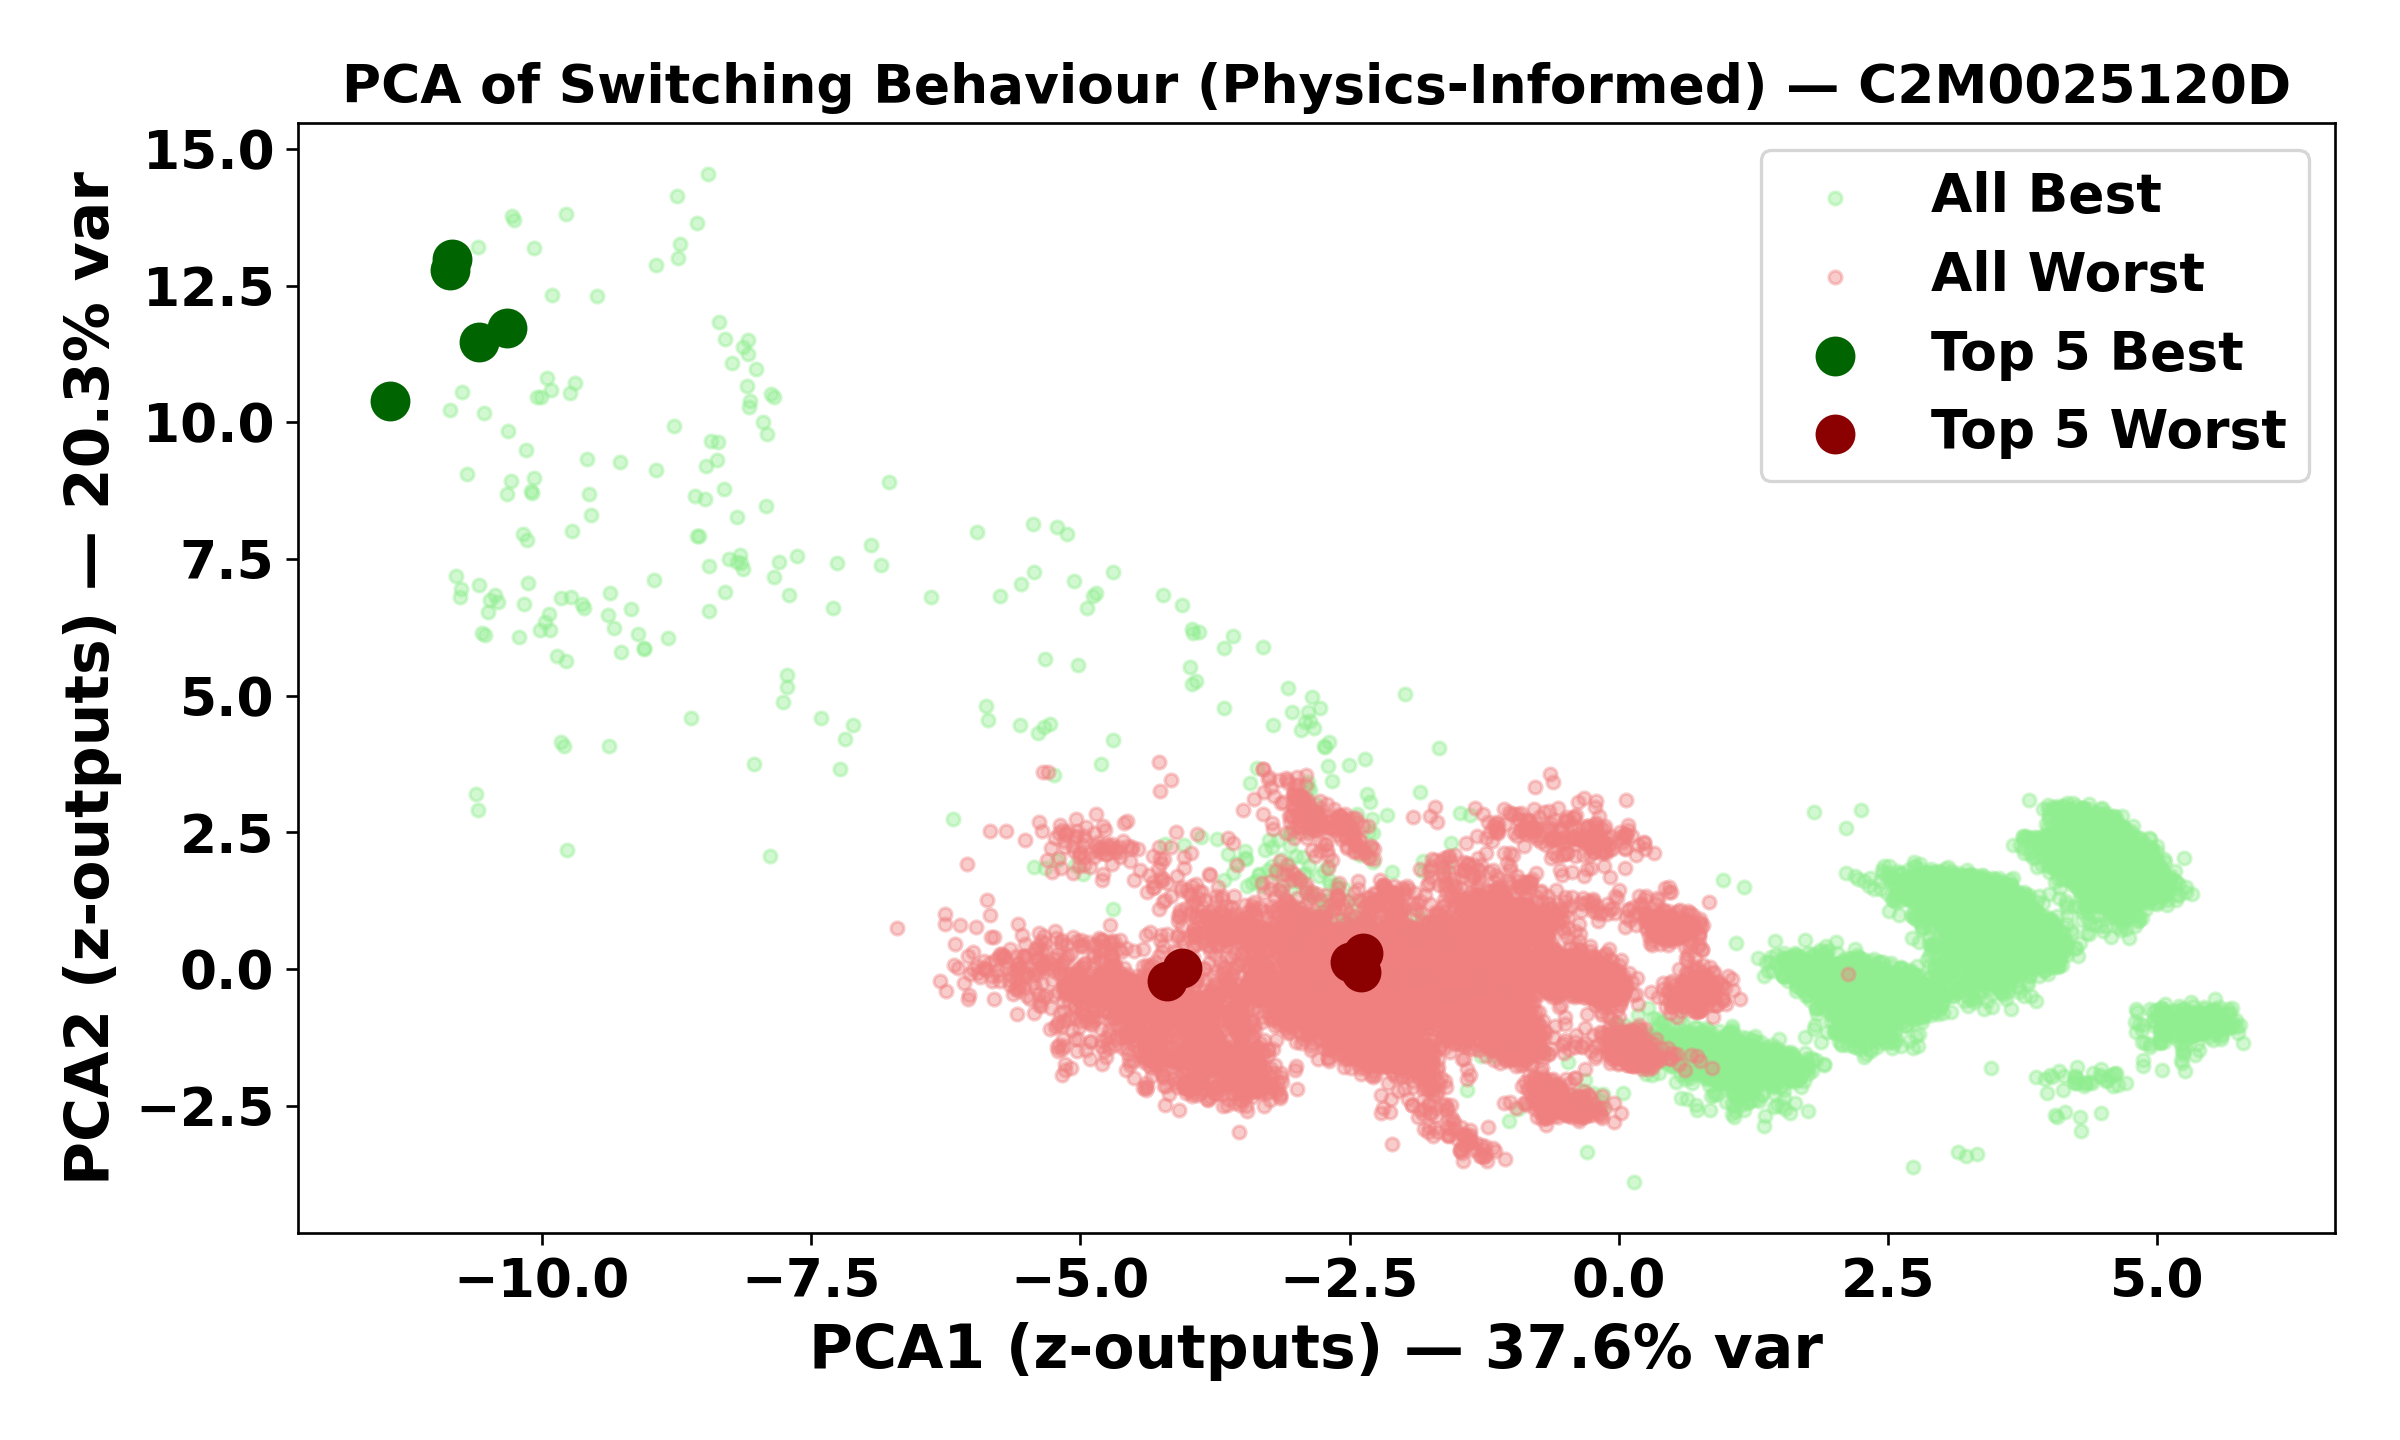 PCA of Switching Behaviour (Physics-Informed) — C2M0025120D
PCA2 (z-outputs) — 20.3% var
15.0
12.5
10.0
7.5
5.0
2.5
0.0
−2.5
All Best
All Worst
Top 5 Best
Top 5 Worst
−10.0
−7.5
−5.0
−2.5
0.0
2.5
5.0
PCA1 (z-outputs) — 37.6% var